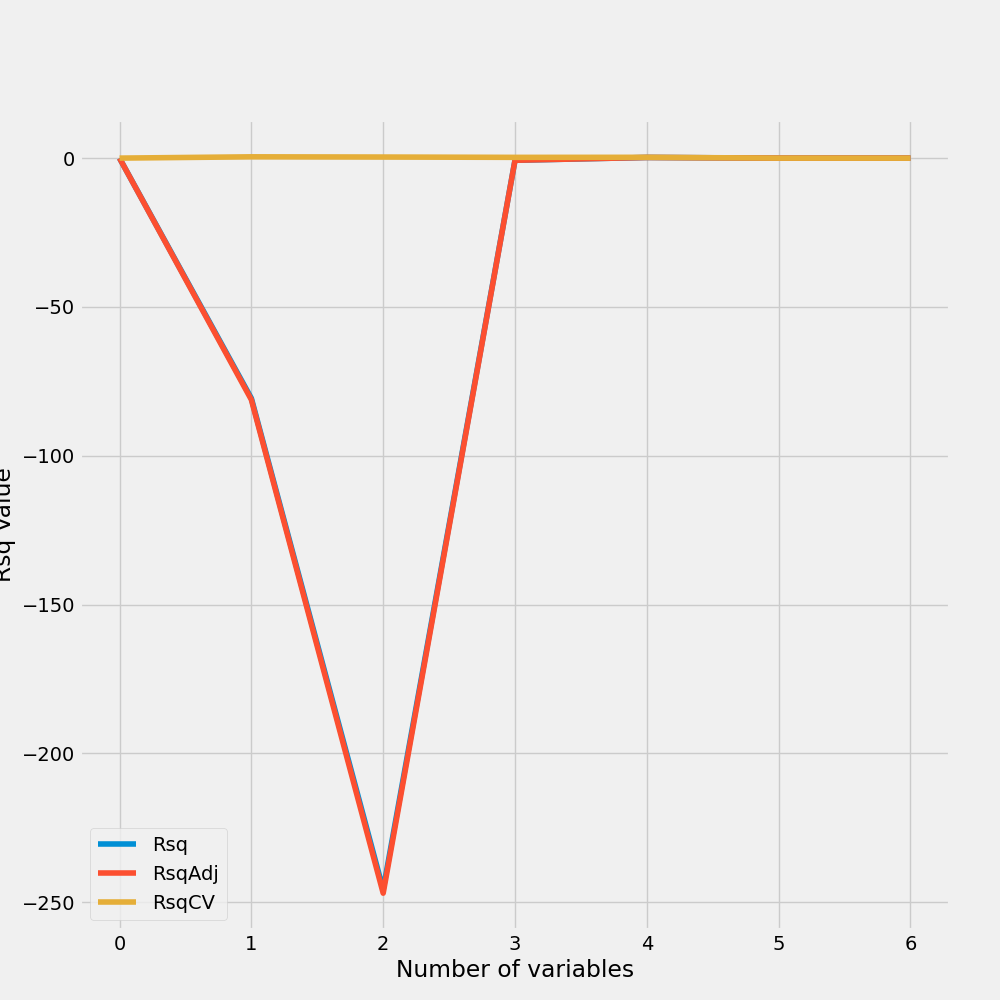 0
−50
−100
−150
−200
−250
Rsq value
Rsq
RsqAdj
RsqCV
0 1 2 3 4 5 6
Number of variables